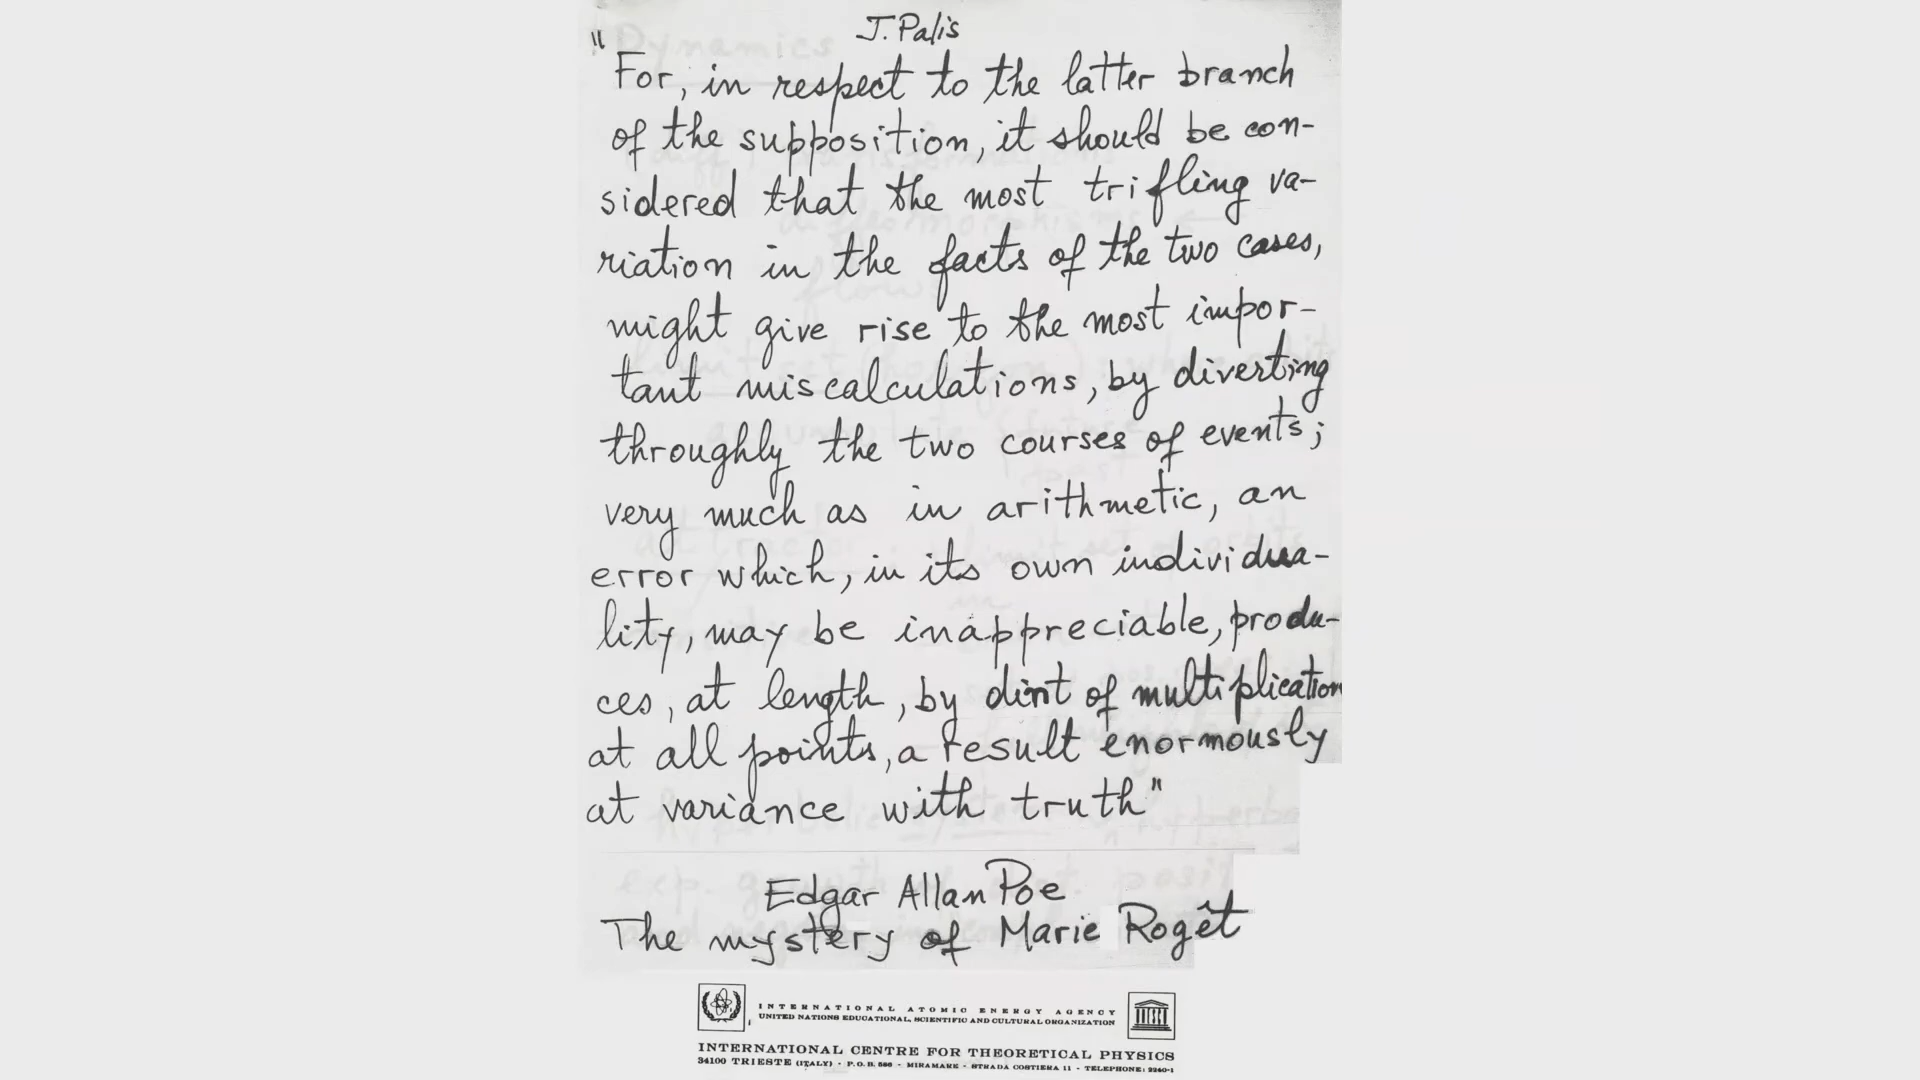 J. Palis
"For, in respect to the latter branch
of the supposition, it should be con-
sidered that the most trifling va-
riation in the facts of the two cases,
might give rise to the most impor-
tant miscalculations, by diverting
throughly the two courses of events;
very much as in arithmetic, an
error which, in its own individua-
lity, may be inappreciable, produ-
ces, at length, by dint of multiplication
at all points, a result enormously
at variance with truth"
Edgar Allan Poe
The mystery of Marie Rogêt
INTERNATIONAL ATOMIC ENERGY AGENCY
UNITED NATIONS EDUCATIONAL, SCIENTIFIC AND CULTURAL ORGANIZATION
INTERNATIONAL CENTRE FOR THEORETICAL PHYSICS
34100 TRIESTE (ITALY) - P.O.B. 586 - MIRAMARE - STRADA COSTIERA 11 - TELEPHONE: 2240-1